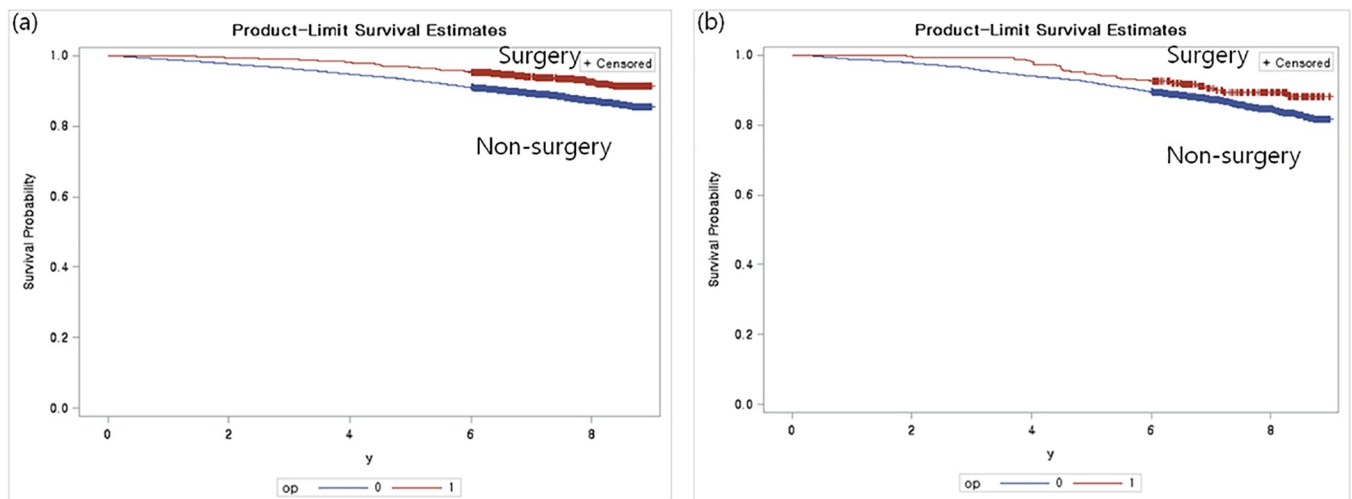 (a)
Product-Limit Survival Estimates
Surgery
+ Censored
Non-surgery
Survival Probability
1.0
0.8
0.6
0.4
0.2
0.0
0 2 4 6 8
y
op 0 1
(b)
Product-Limit Survival Estimates
Surgery
+ Censored
Non-surgery
Survival Probability
1.0
0.8
0.6
0.4
0.2
0.0
0 2 4 6 8
y
op 0 1